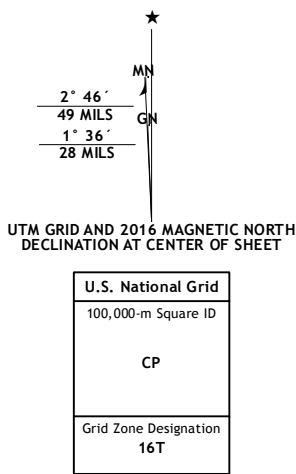 MN
2° 46´
49 MILS
GN
1° 36´
28 MILS
UTM GRID AND 2016 MAGNETIC NORTH
DECLINATION AT CENTER OF SHEET
U.S. National Grid
100,000-m Square ID
CP
Grid Zone Designation
16T